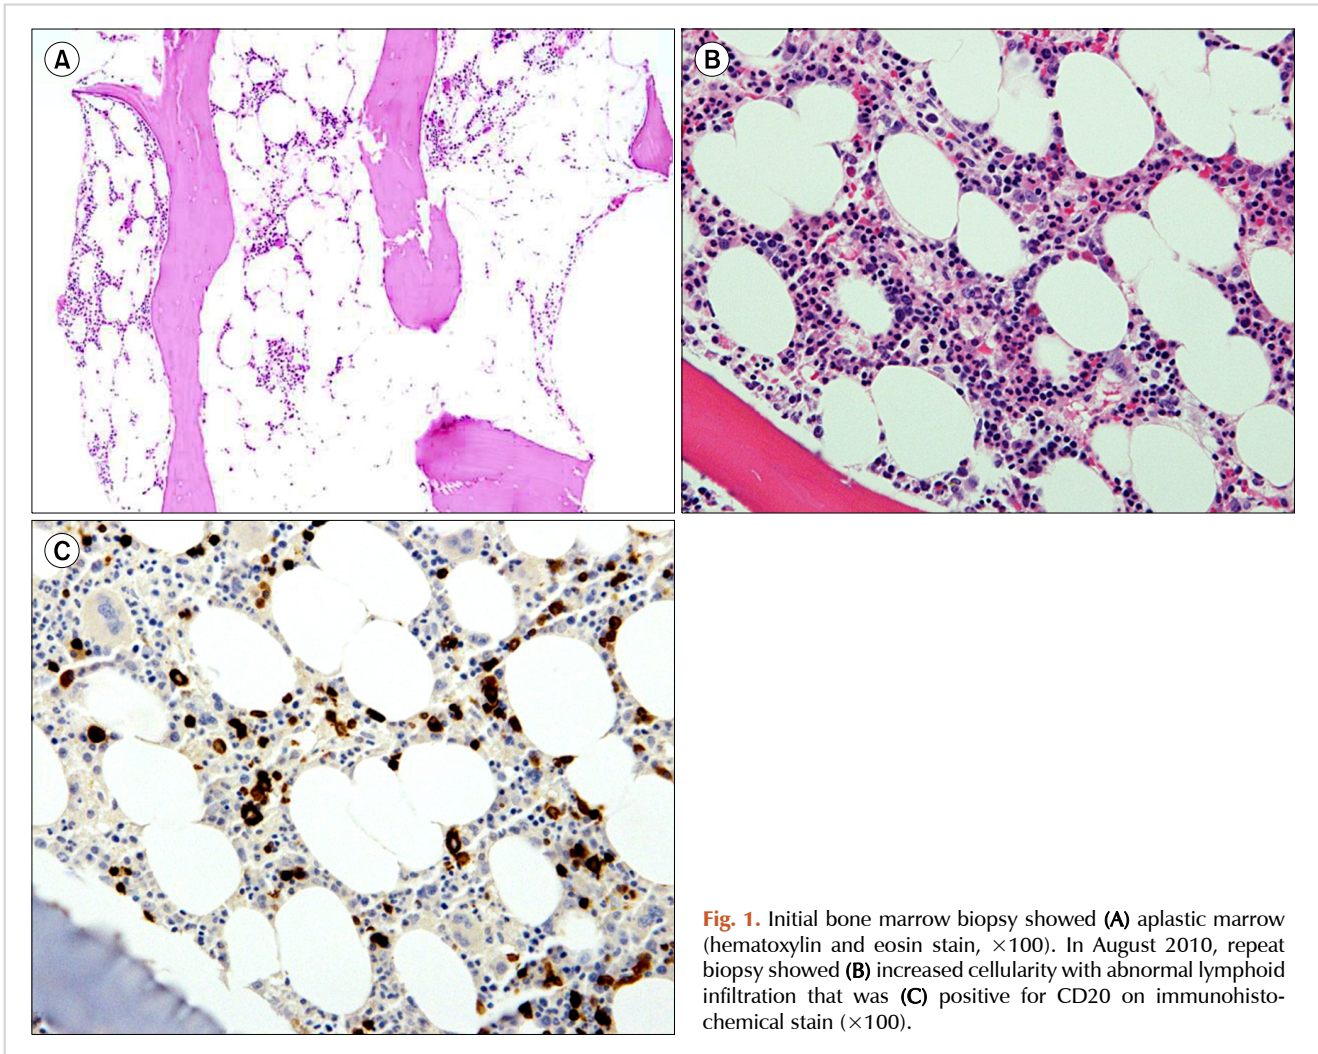 A
B
C
Fig. 1. Initial bone marrow biopsy showed (A) aplastic marrow
(hematoxylin and eosin stain, ×100). In August 2010, repeat
biopsy showed (B) increased cellularity with abnormal lymphoid
infiltration that was (C) positive for CD20 on immunohisto-
chemical stain (×100).